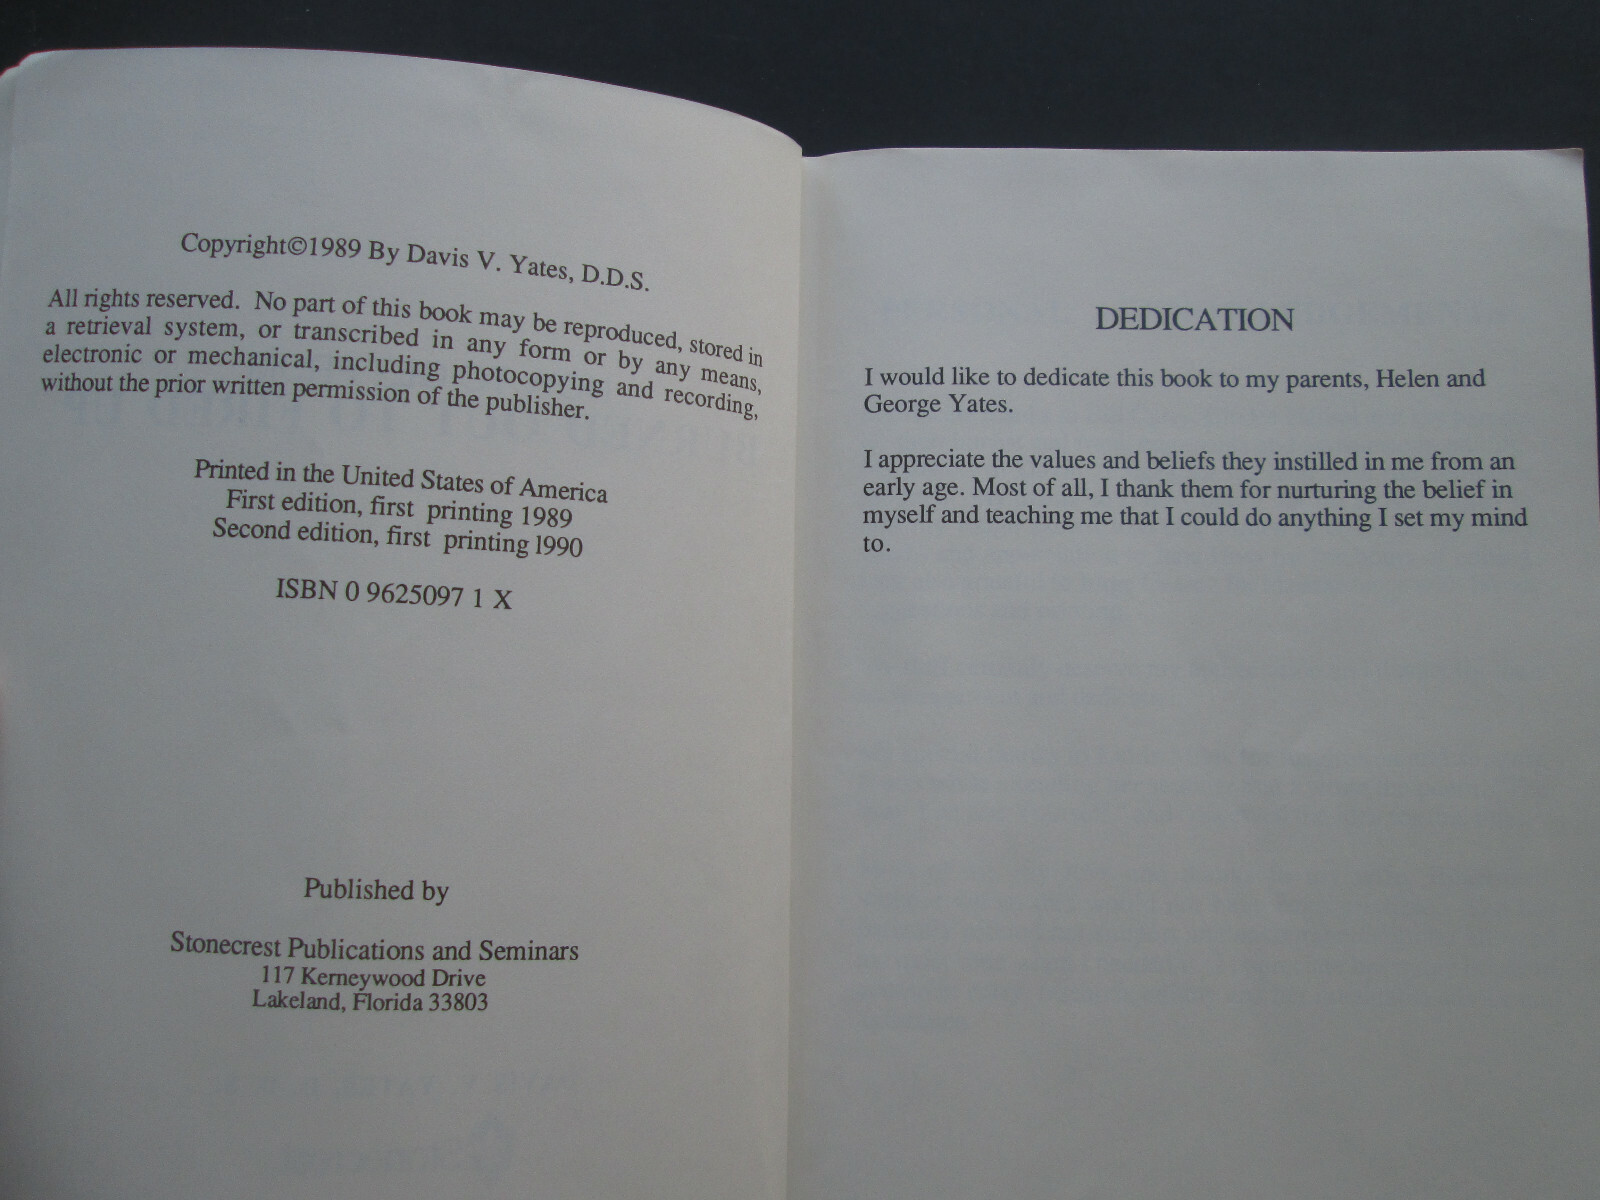 Copyright©1989 By Davis V. Yates, D.D.S.
All rights reserved. No part of this book may be reproduced, stored in
a retrieval system, or transcribed in any form or by any means,
electronic or mechanical, including photocopying and recording,
without the prior written permission of the publisher.
Printed in the United States of America
First edition, first printing 1989
Second edition, first printing 1990
ISBN 0 9625097 1 X
Published by
Stonecrest Publications and Seminars
117 Kerneywood Drive
Lakeland, Florida 33803
DEDICATION
I would like to dedicate this book to my parents, Helen and
George Yates.
I appreciate the values and beliefs they instilled in me from an
early age. Most of all, I thank them for nurturing the belief in
myself and teaching me that I could do anything I set my mind
to.